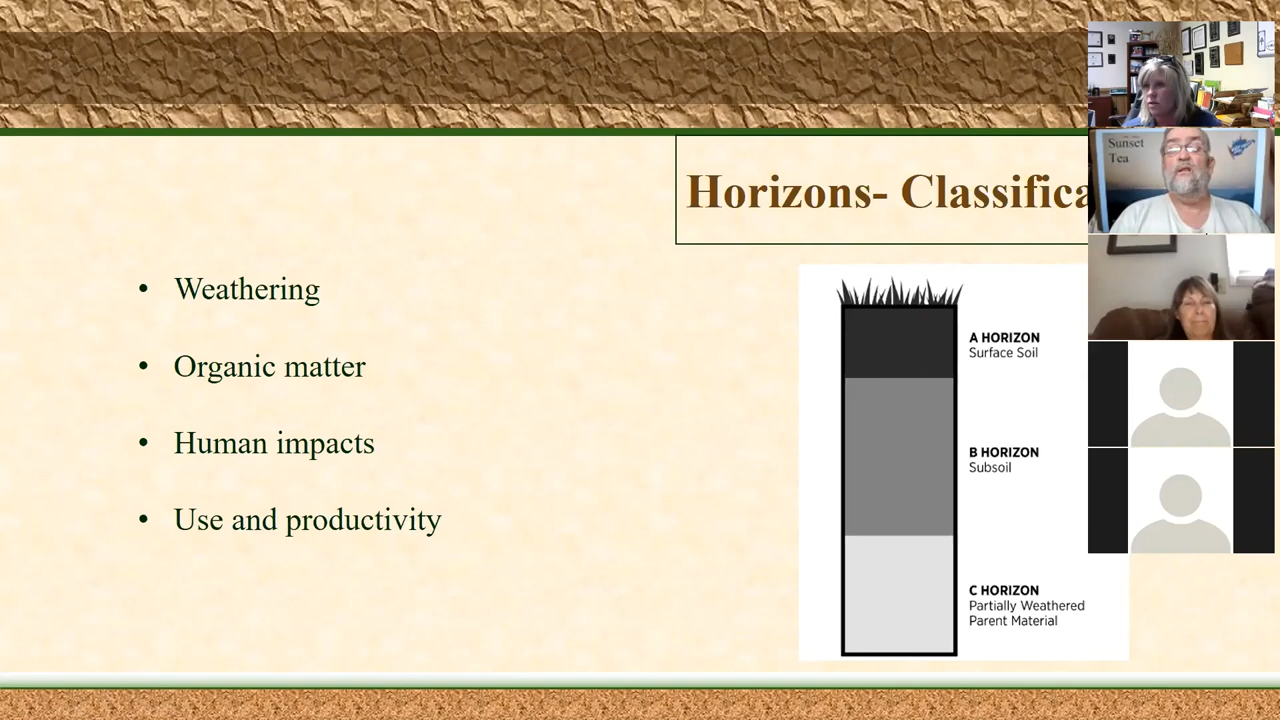 Horizons- Classifica
• Weathering
• Organic matter
• Human impacts
• Use and productivity
A HORIZON
Surface Soil
B HORIZON
Subsoil
C HORIZON
Partially Weathered
Parent Material
Sunset
Tea